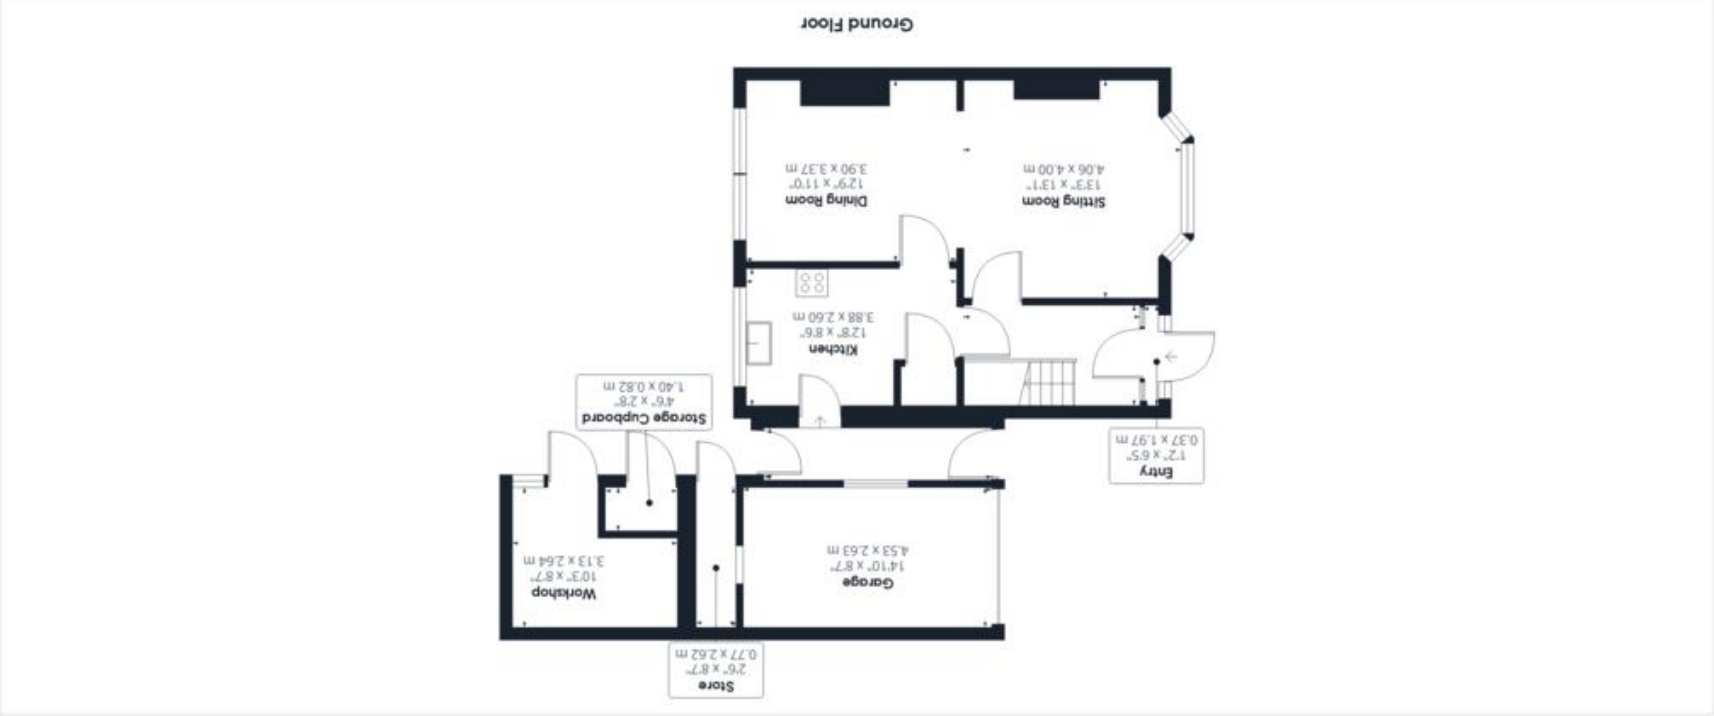 Store
2'6" x 8'7"
0.77 x 2.62 m
Garage
14'10" x 8'7"
4.53 x 2.63 m
Workshop
10'3" x 8'7"
3.13 x 2.64 m
Entry
1'2" x 6'5"
0.37 x 1.97 m
Storage Cupboard
4'6" x 2'8"
1.40 x 0.82 m
Kitchen
12'8" x 8'6"
3.88 x 2.60 m
Sitting Room
13'3" x 13'1"
4.06 x 4.00 m
Dining Room
12'9" x 11'0"
3.90 x 3.37 m
Ground Floor